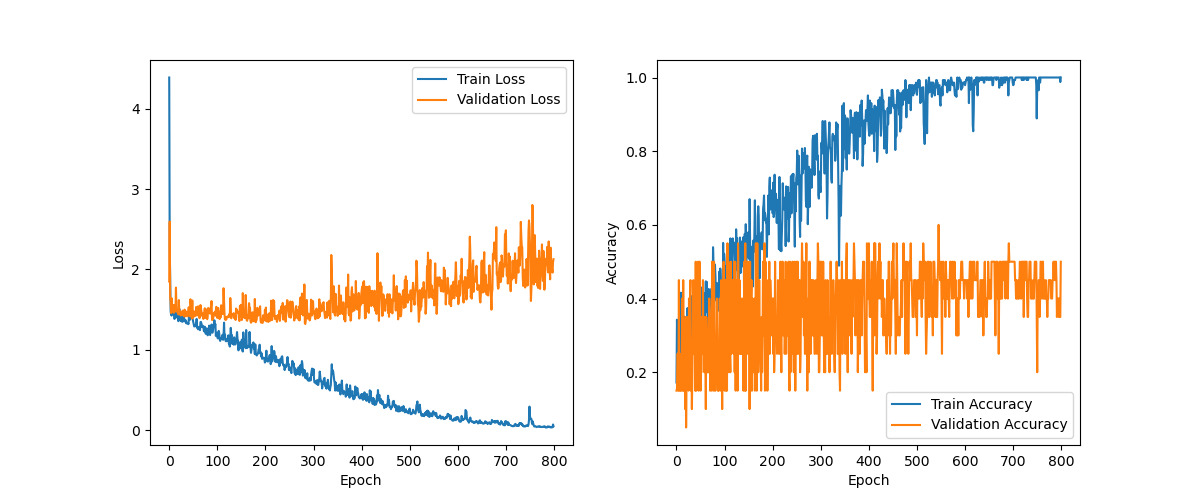 Train Loss
Validation Loss
4
3
2
1
0
Loss
0 100 200 300 400 500 600 700 800
Epoch
1.0
0.8
0.6
0.4
0.2
Accuracy
Train Accuracy
Validation Accuracy
0 100 200 300 400 500 600 700 800
Epoch